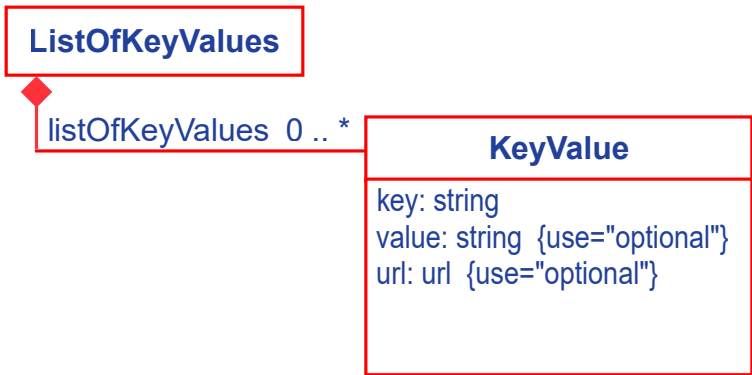 ListOfKeyValues
listOfKeyValues 0 .. *
KeyValue
key: string
value: string {use="optional"}
url: url {use="optional"}